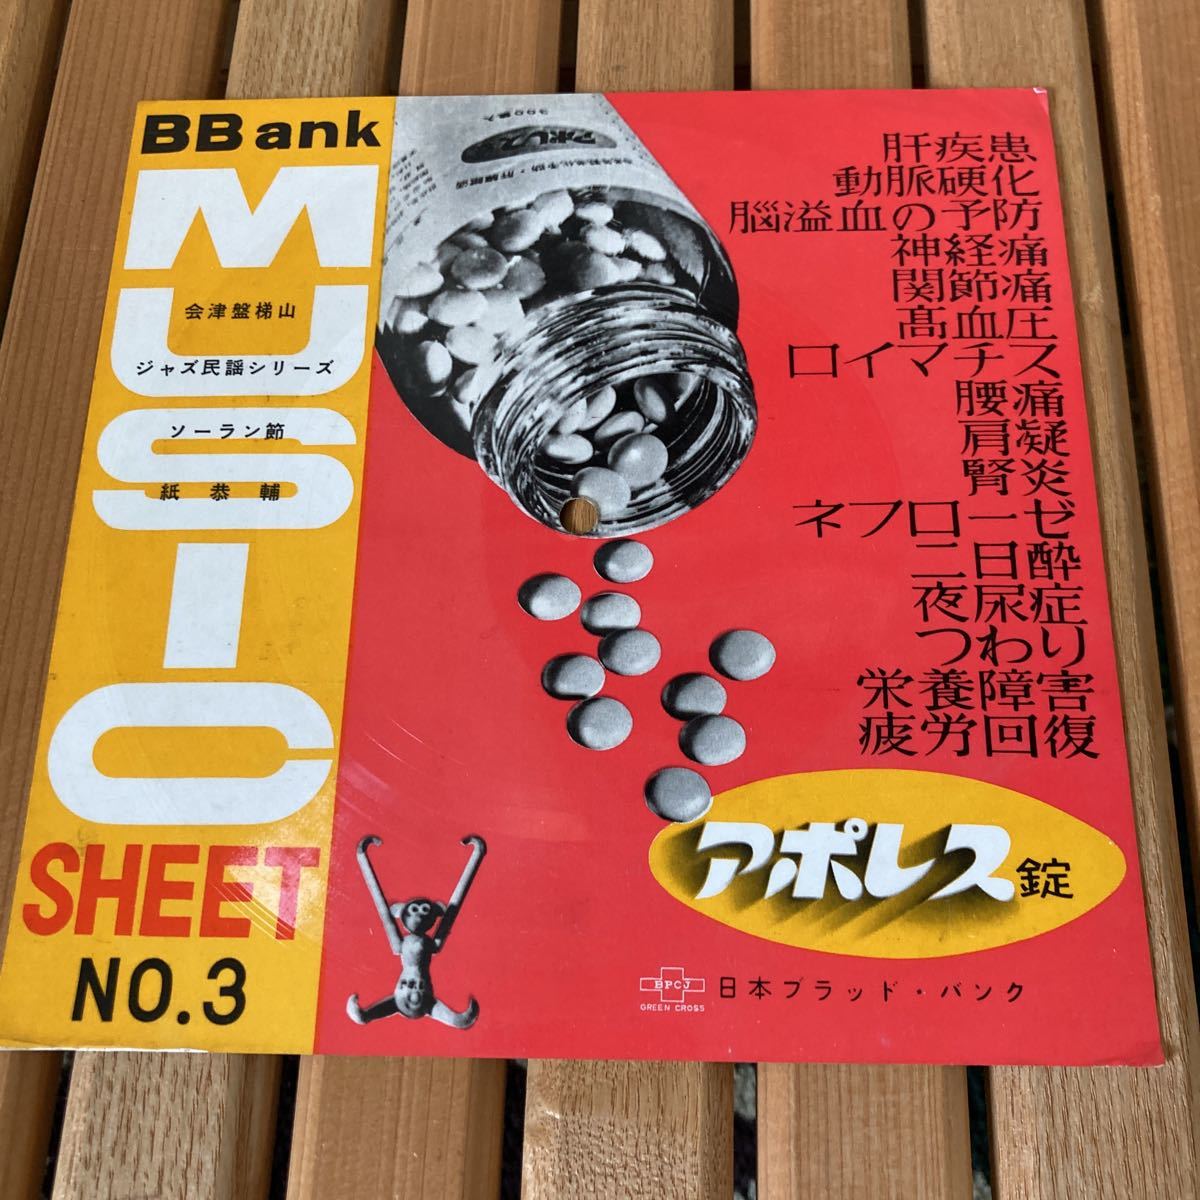 BBank
MUSIC
会津盤梯山
ジャズ民謡シリーズ
ソーラン節
紙恭輔
SHEET
NO.3
アポレス
肝疾患
動脈硬化
脳溢血の予防
神経痛
関節痛
高血圧
ロイマチス
腰痛
肩凝
腎炎
ネフローゼ
二日酔
夜尿症
つわり
栄養障害
疲労回復
アポレス錠
BPCJ
GREEN CROSS
日本ブラッド・バンク